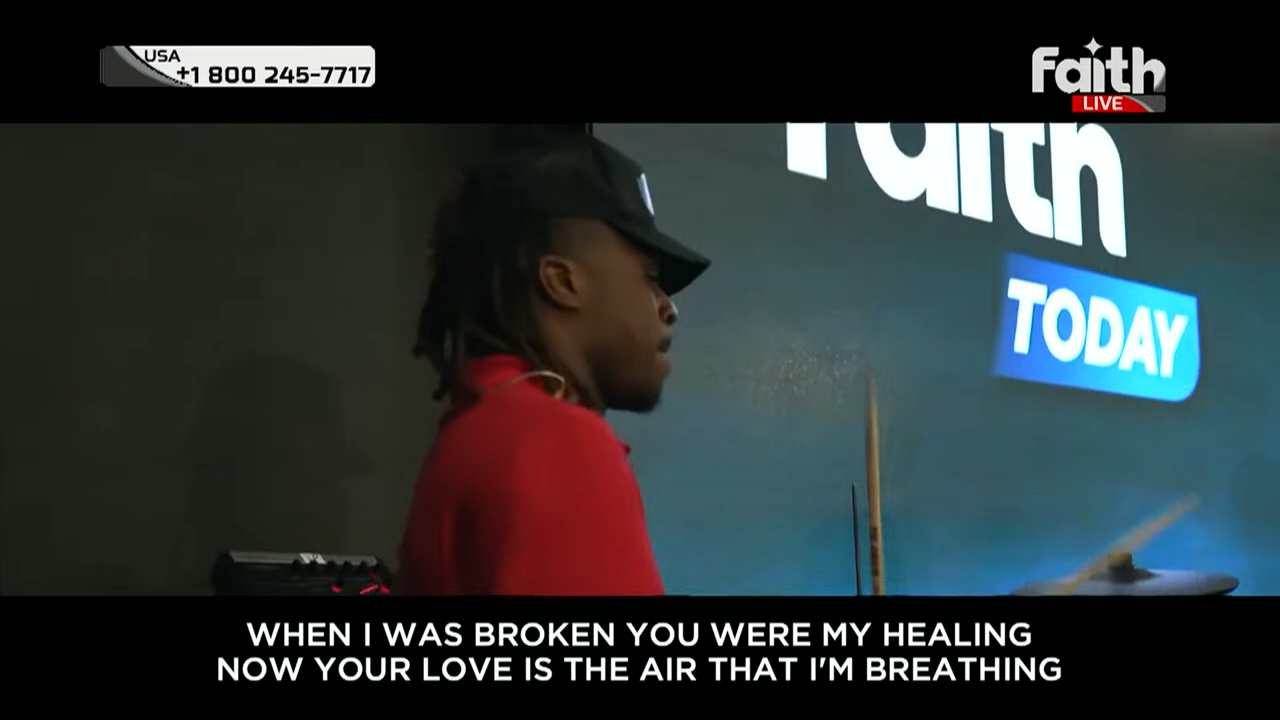 USA
+1 800 245-7717
Faith
LIVE
Faith
TODAY
WHEN I WAS BROKEN YOU WERE MY HEALING
NOW YOUR LOVE IS THE AIR THAT I'M BREATHING